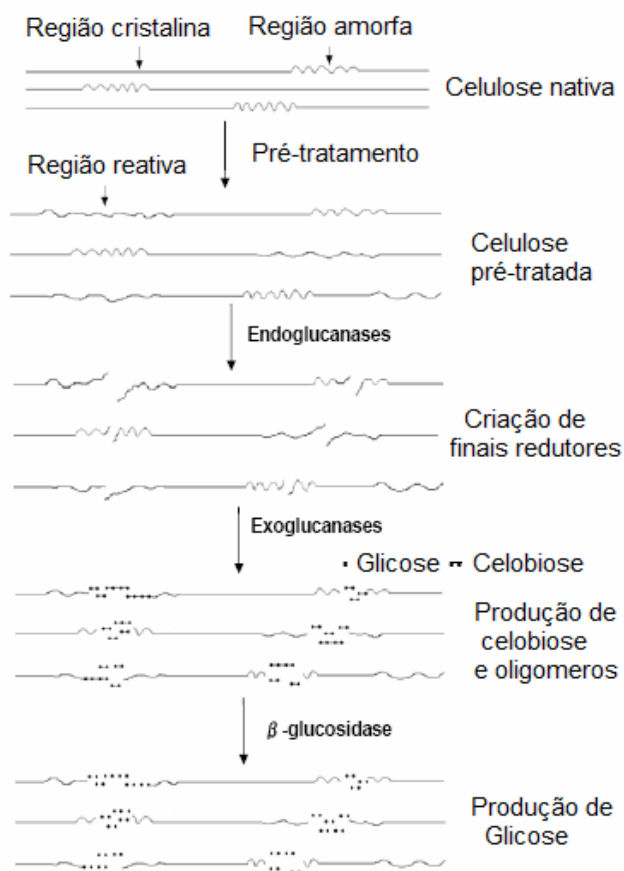 Região cristalina
Região amorfa
Celulose nativa
Pré-tratamento
Região reativa
Celulose
pré-tratada
Endoglucanases
Criação de
finais redutores
Exoglucanases
Glicose
Celobiose
Produção de
celobiose
e oligomeros
β-glucosidase
Produção de
Glicose